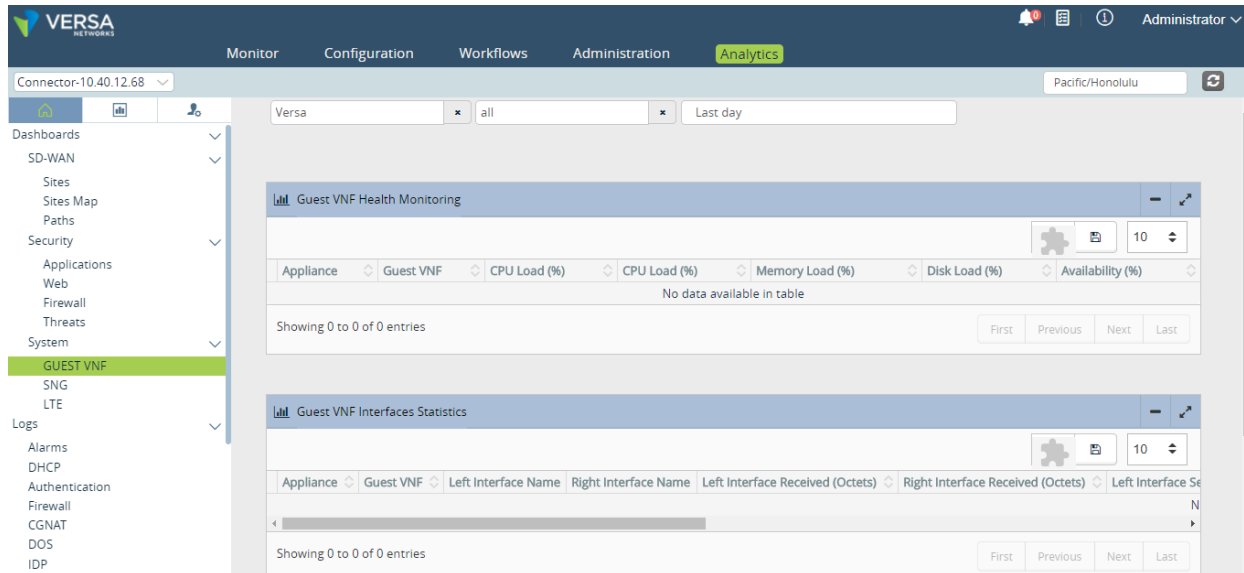 VERSA
NETWORKS
0
Administrator
Monitor Configuration Workflows Administration Analytics
Connector-10.40.12.68
Pacific/Honolulu
Versa × all × Last day
Dashboards
SD-WAN
Sites
Sites Map
Paths
Security
Applications
Web
Firewall
Threats
System
GUEST VNF
SNG
LTE
Logs
Alarms
DHCP
Authentication
Firewall
CGNAT
DOS
IDP
Guest VNF Health Monitoring
10
Appliance Guest VNF CPU Load (%) CPU Load (%) Memory Load (%) Disk Load (%) Availability (%)
No data available in table
Showing 0 to 0 of 0 entries
First Previous Next Last
Guest VNF Interfaces Statistics
10
Appliance Guest VNF Left Interface Name Right Interface Name Left Interface Received (Octets) Right Interface Received (Octets) Left Interface Se
N
Showing 0 to 0 of 0 entries
First Previous Next Last